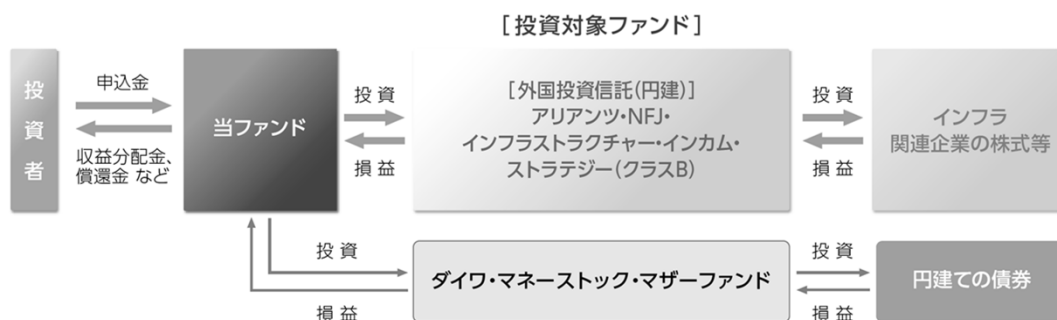 [投資対象ファンド]
投資者
申込金
収益分配金、
償還金 など
当ファンド
投資
損益
[外国投資信託(円建)]
アリアンツ・NFJ・
インフラストラクチャー・インカム・
ストラテジー(クラスB)
投資
損益
インフラ
関連企業の株式等
投資
損益
ダイワ・マネーストック・マザーファンド
投資
損益
円建ての債券